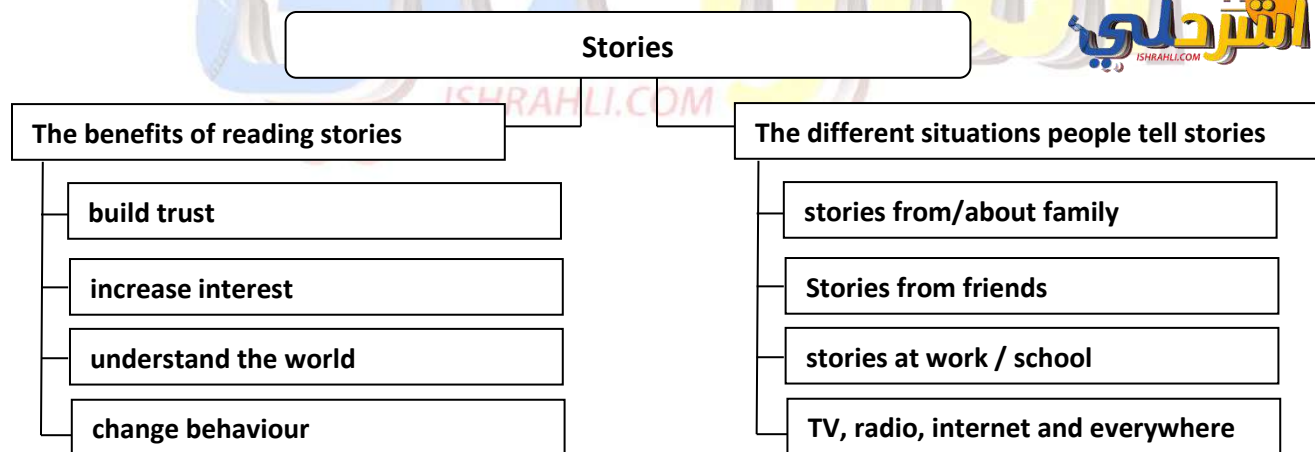 Stories
اشرحلي
ISHRAHLI.COM
ISHRAHLI.COM
The benefits of reading stories
build trust
increase interest
understand the world
change behaviour
The different situations people tell stories
stories from/about family
Stories from friends
stories at work / school
TV, radio, internet and everywhere